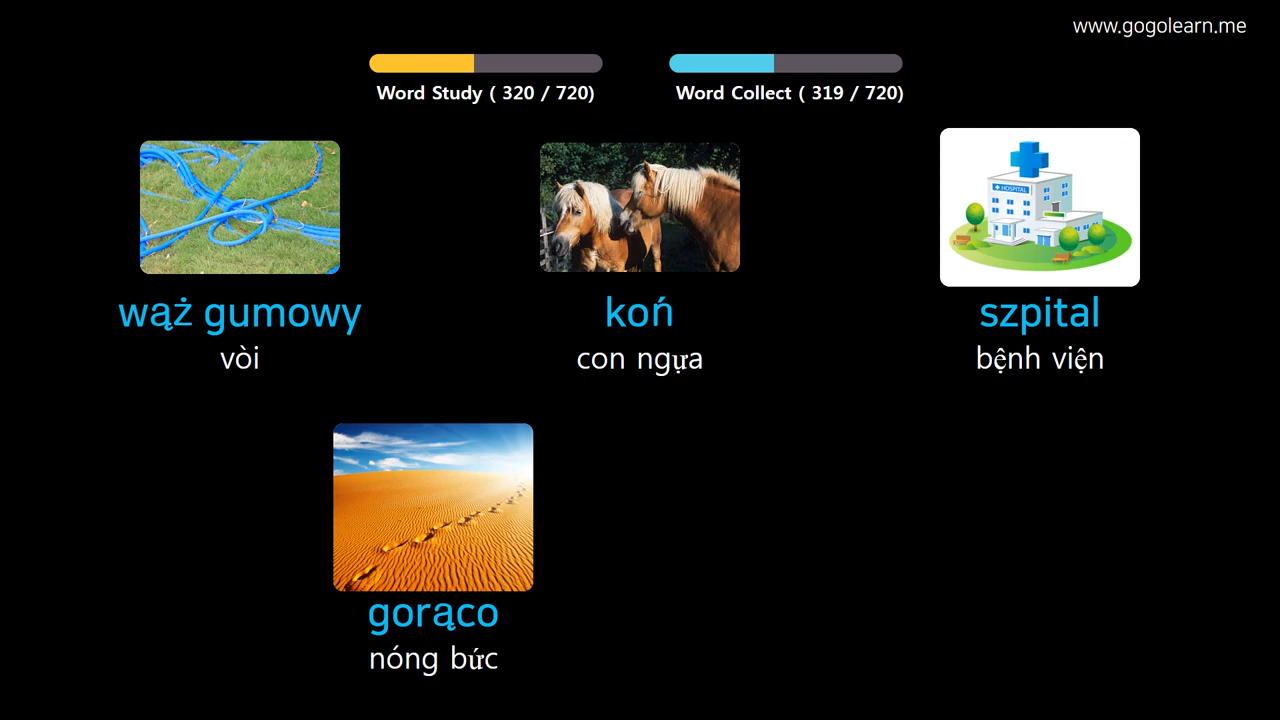 www.gogolearn.me
Word Study ( 320 / 720)
Word Collect ( 319 / 720)
HOSPITAL
wąż gumowy
koń
szpital
vòi
con ngựa
bệnh viện
gorąco
nóng bức